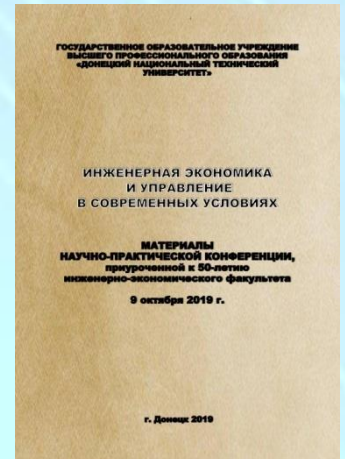 ГОСУДАРСТВЕННОЕ ОБРАЗОВАТЕЛЬНОЕ УЧРЕЖДЕНИЕ
ВЫСШЕГО ПРОФЕССИОНАЛЬНОГО ОБРАЗОВАНИЯ
«ДОНЕЦКИЙ НАЦИОНАЛЬНЫЙ ТЕХНИЧЕСКИЙ
УНИВЕРСИТЕТ»
ИНЖЕНЕРНАЯ ЭКОНОМИКА
И УПРАВЛЕНИЕ
В СОВРЕМЕННЫХ УСЛОВИЯХ
МАТЕРИАЛЫ
НАУЧНО-ПРАКТИЧЕСКОЙ КОНФЕРЕНЦИИ,
приуроченной к 50-летию
инженерно-экономического факультета
9 октября 2019 г.
г. Донецк 2019